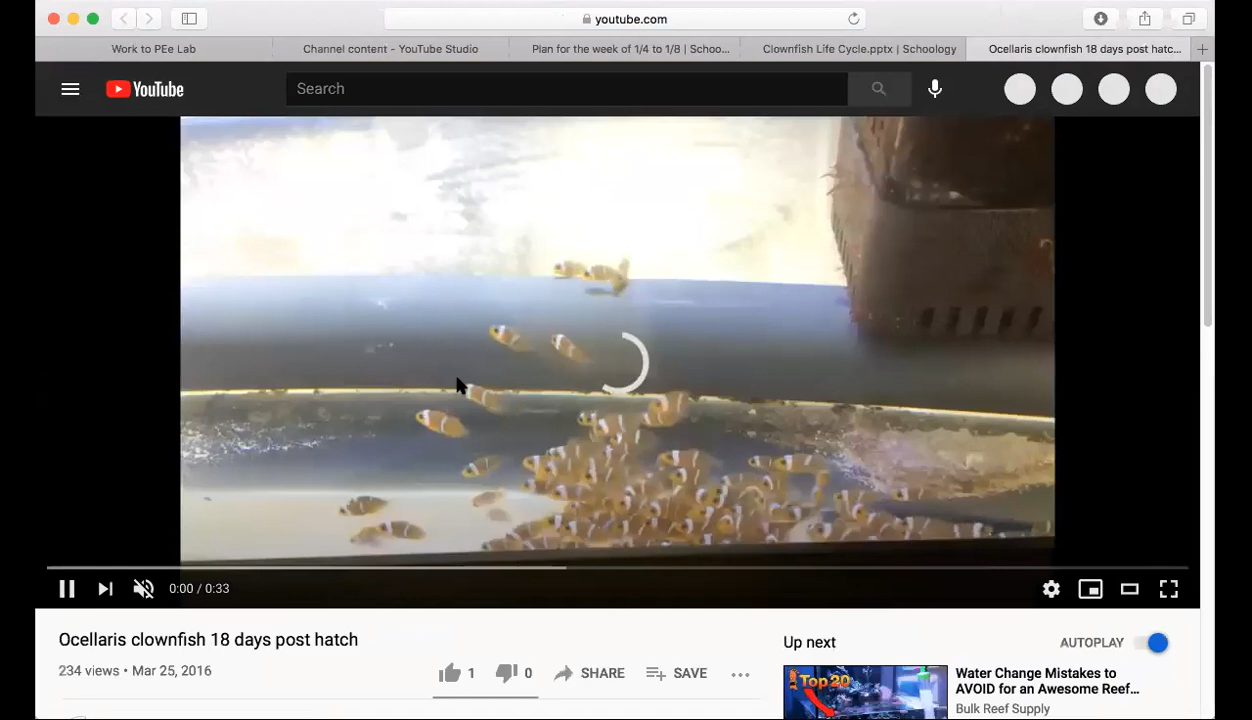 youtube.com
Work to PEe Lab
Channel content - YouTube Studio
Plan for the week of 1/4 to 1/8 | Schoo...
Clownfish Life Cycle.pptx | Schoology
Ocellaris clownfish 18 days post hatc...
YouTube
Search
0:00 / 0:33
Ocellaris clownfish 18 days post hatch
234 views • Mar 25, 2016
1
0
SHARE
SAVE
Up next
AUTOPLAY
Top 20
Water Change Mistakes to
AVOID for an Awesome Reef...
Bulk Reef Supply